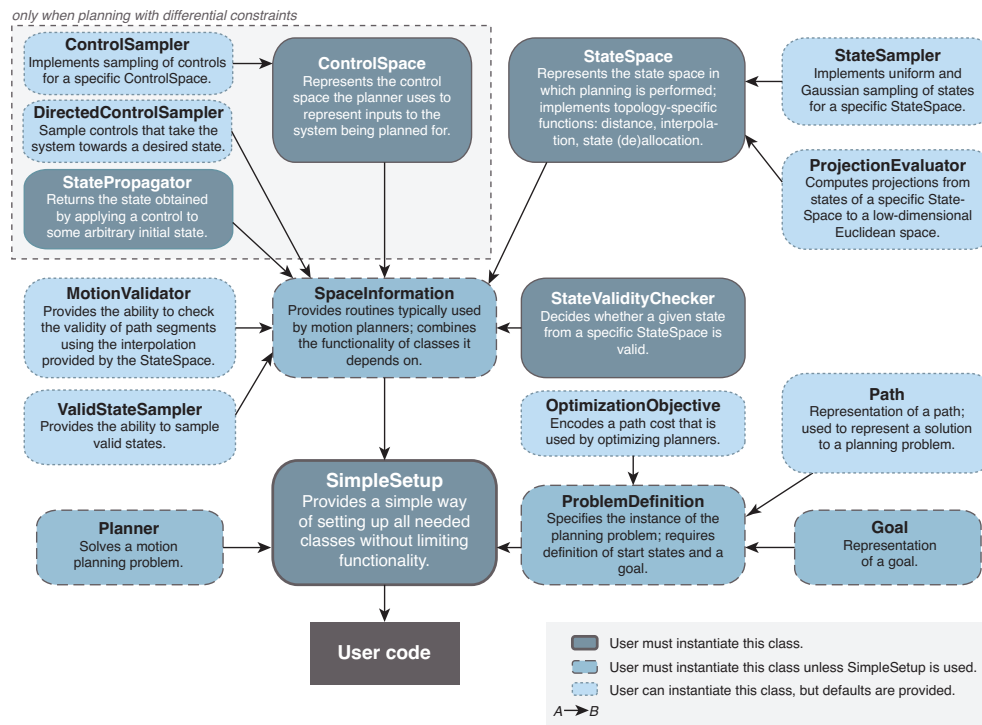 only when planning with differential constraints
ControlSampler
Implements sampling of controls
for a specific ControlSpace.
DirectedControlSampler
Sample controls that take the
system towards a desired state.
StatePropagator
Returns the state obtained
by applying a control to
some arbitrary initial state.
ControlSpace
Represents the control
space the planner uses to
represent inputs to the
system being planned for.
StateSpace
Represents the state space in
which planning is performed;
implements topology-specific
functions: distance, interpola-
tion, state (de)allocation.
StateSampler
Implements uniform and
Gaussian sampling of states
for a specific StateSpace.
ProjectionEvaluator
Computes projections from
states of a specific State-
Space to a low-dimensional
Euclidean space.
MotionValidator
Provides the ability to check
the validity of path segments
using the interpolation
provided by the StateSpace.
SpaceInformation
Provides routines typically used
by motion planners; combines
the functionality of classes it
depends on.
StateValidityChecker
Decides whether a given state
from a specific StateSpace is
valid.
ValidStateSampler
Provides the ability to sample
valid states.
OptimizationObjective
Encodes a path cost that is
used by optimizing planners.
Path
Representation of a path;
used to represent a solution
to a planning problem.
Planner
Solves a motion
planning problem.
SimpleSetup
Provides a simple way
of setting up all needed
classes without limiting
functionality.
ProblemDefinition
Specifies the instance of the
planning problem; requires
definition of start states and a
goal.
Goal
Representation
of a goal.
User code
User must instantiate this class.
User must instantiate this class unless SimpleSetup is used.
User can instantiate this class, but defaults are provided.
A B